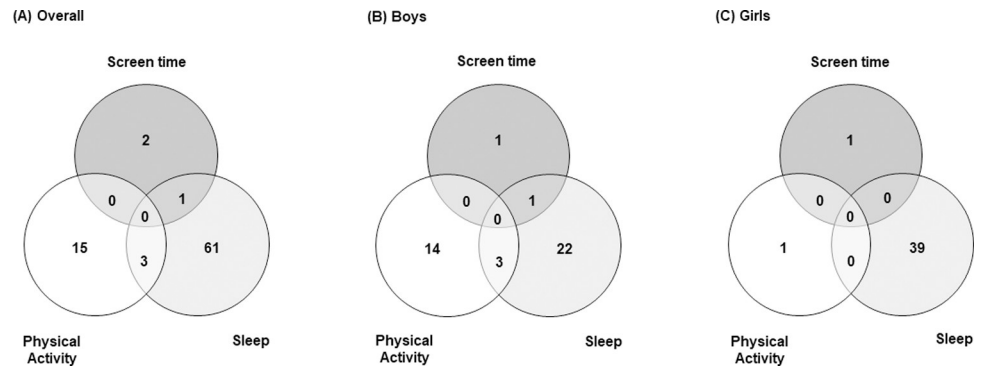 (A) Overall
Screen time
2
0
1
0
15
61
3
Physical
Activity
Sleep
(B) Boys
Screen time
1
0
1
0
14
22
3
Physical
Activity
Sleep
(C) Girls
Screen time
1
0
0
0
1
39
0
Physical
Activity
Sleep